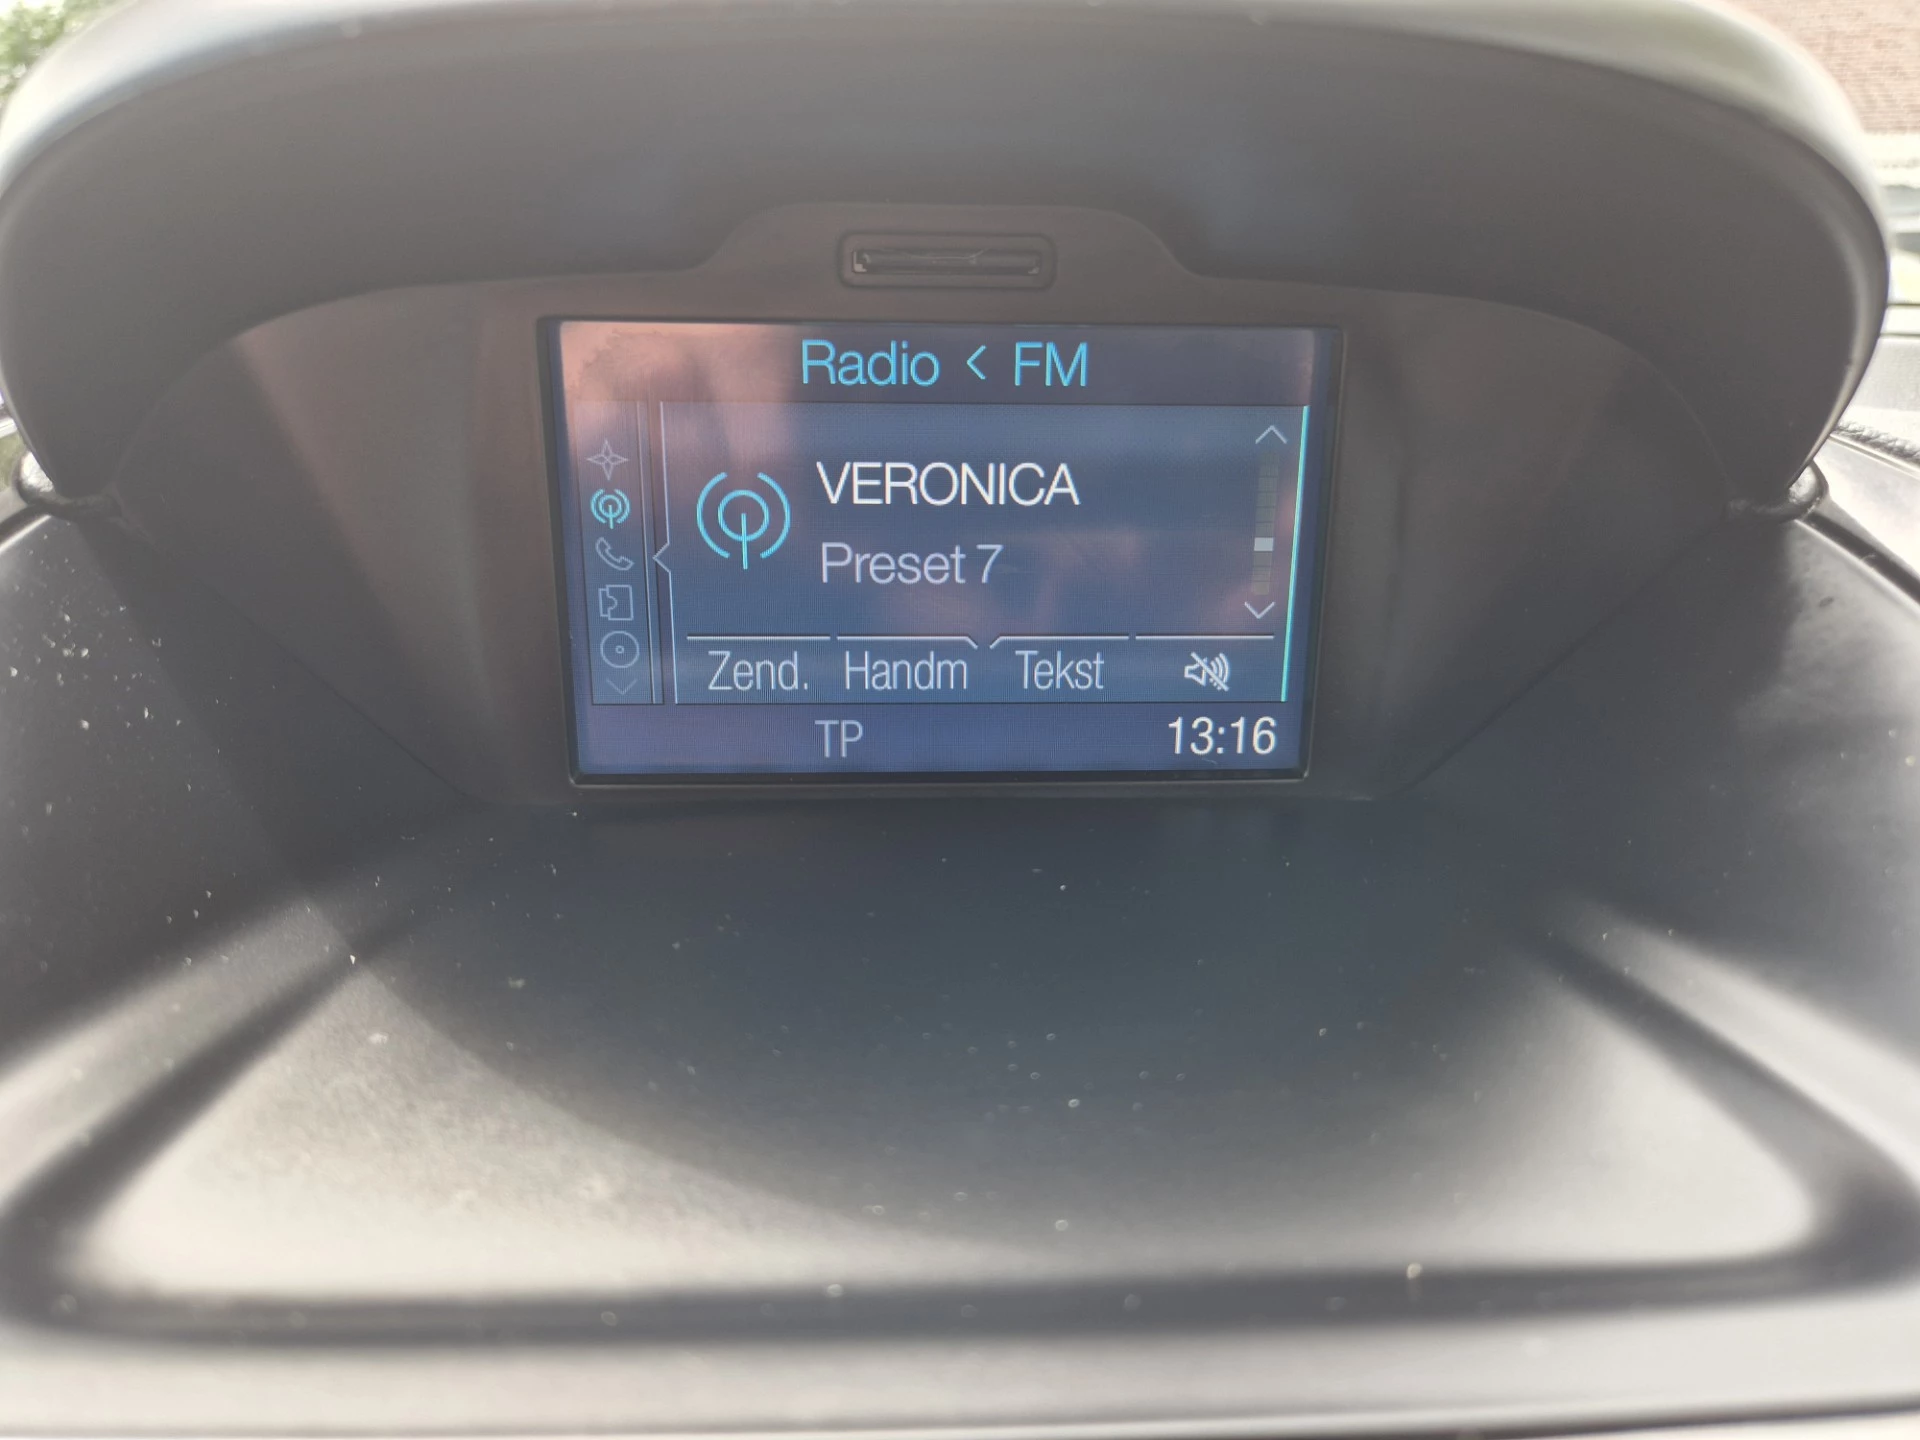 Radio < FM
VERONICA
Preset 7
Zend. Handm Tekst
TP 13:16